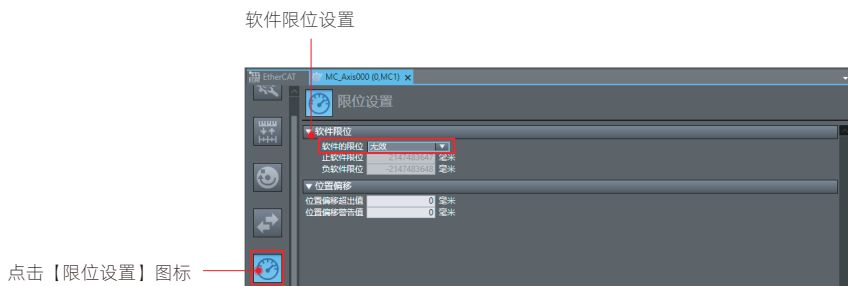 软件限位设置
EtherCAT MC_Axis000 (0,MC1) x
限位设置
▼ 软件限位
软件的限位 无效 ▼
正软件限位 2147483647 毫米
负软件限位 -2147483648 毫米
▼ 位置偏移
位置偏移超出值 0 毫米
位置偏移警告值 0 毫米
点击【限位设置】图标